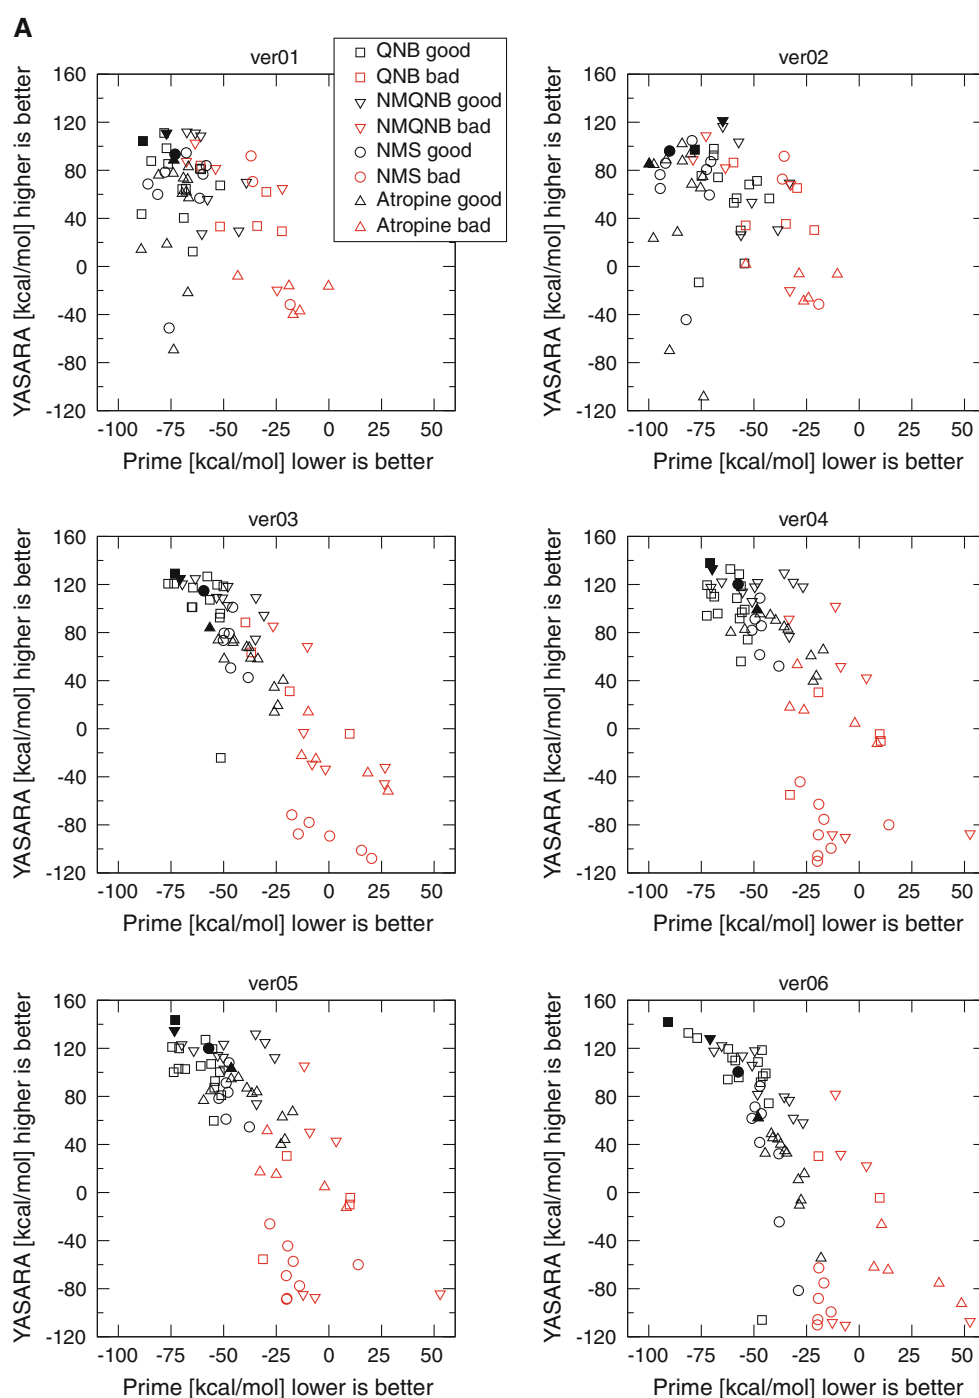 A
ver01
160
120
80
40
0
-40
-80
-120
-100 -75 -50 -25 0 25 50
YASARA [kcal/mol] higher is better
Prime [kcal/mol] lower is better
QNB good
QNB bad
NMQNB good
NMQNB bad
NMS good
NMS bad
Atropine good
Atropine bad
ver02
160
120
80
40
0
-40
-80
-120
-100 -75 -50 -25 0 25 50
YASARA [kcal/mol] higher is better
Prime [kcal/mol] lower is better
ver03
160
120
80
40
0
-40
-80
-120
-100 -75 -50 -25 0 25 50
YASARA [kcal/mol] higher is better
Prime [kcal/mol] lower is better
ver04
160
120
80
40
0
-40
-80
-120
-100 -75 -50 -25 0 25 50
YASARA [kcal/mol] higher is better
Prime [kcal/mol] lower is better
ver05
160
120
80
40
0
-40
-80
-120
-100 -75 -50 -25 0 25 50
YASARA [kcal/mol] higher is better
Prime [kcal/mol] lower is better
ver06
160
120
80
40
0
-40
-80
-120
-100 -75 -50 -25 0 25 50
YASARA [kcal/mol] higher is better
Prime [kcal/mol] lower is better